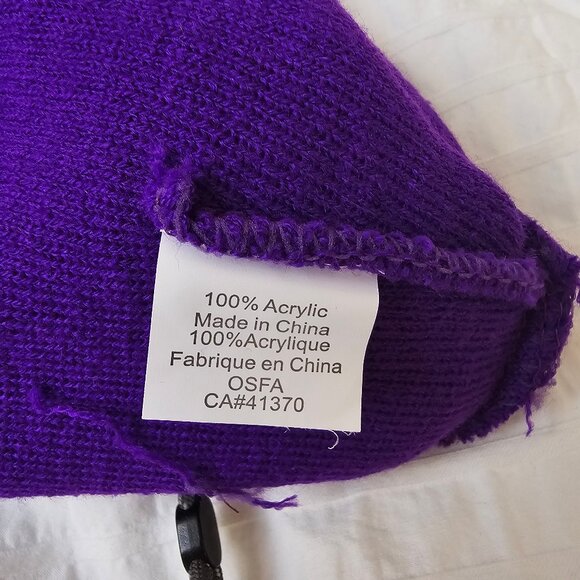 100% Acrylic
Made in China
100%Acrylique
Fabrique en China
OSFA
CA#41370